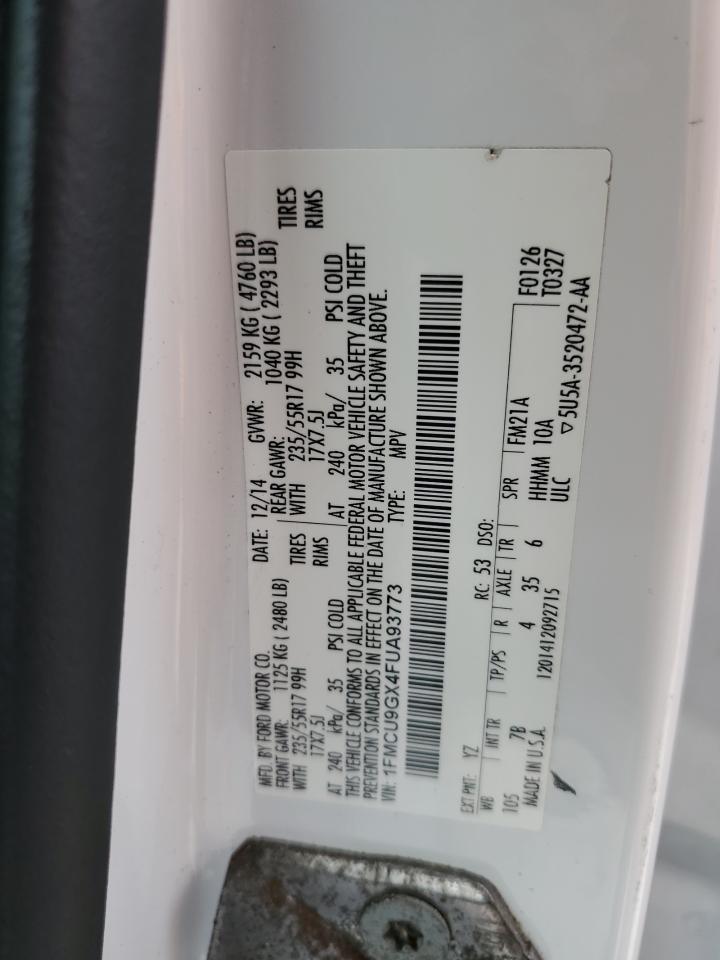 MFD. BY FORD MOTOR CO. DATE: 12/14 GVWR: 2159 KG ( 4760 LB)
FRONT GAWR: 1125 KG ( 2480 LB) REAR GAWR: 1040 KG ( 2293 LB)
WITH 235/55R17 99H TIRES WITH 235/55R17 99H TIRES
17X7.5J RIMS 17X7.5J RIMS
AT 240 kPa/ 35 PSI COLD AT 240 kPa/ 35 PSI COLD
THIS VEHICLE CONFORMS TO ALL APPLICABLE FEDERAL MOTOR VEHICLE SAFETY AND THEFT
PREVENTION STANDARDS IN EFFECT ON THE DATE OF MANUFACTURE SHOWN ABOVE.
VIN: 1FMCU9GX4FUA93773 TYPE: MPV
EXT PNT: YZ RC: 53 DSO:
WB INT TR TP/PS R AXLE TR SPR FM21A F0126
105 7B 4 35 6 HHMM 10A T0327
MADE IN U.S.A. 1201412092715 ULC ▽5U5A-3520472-AA